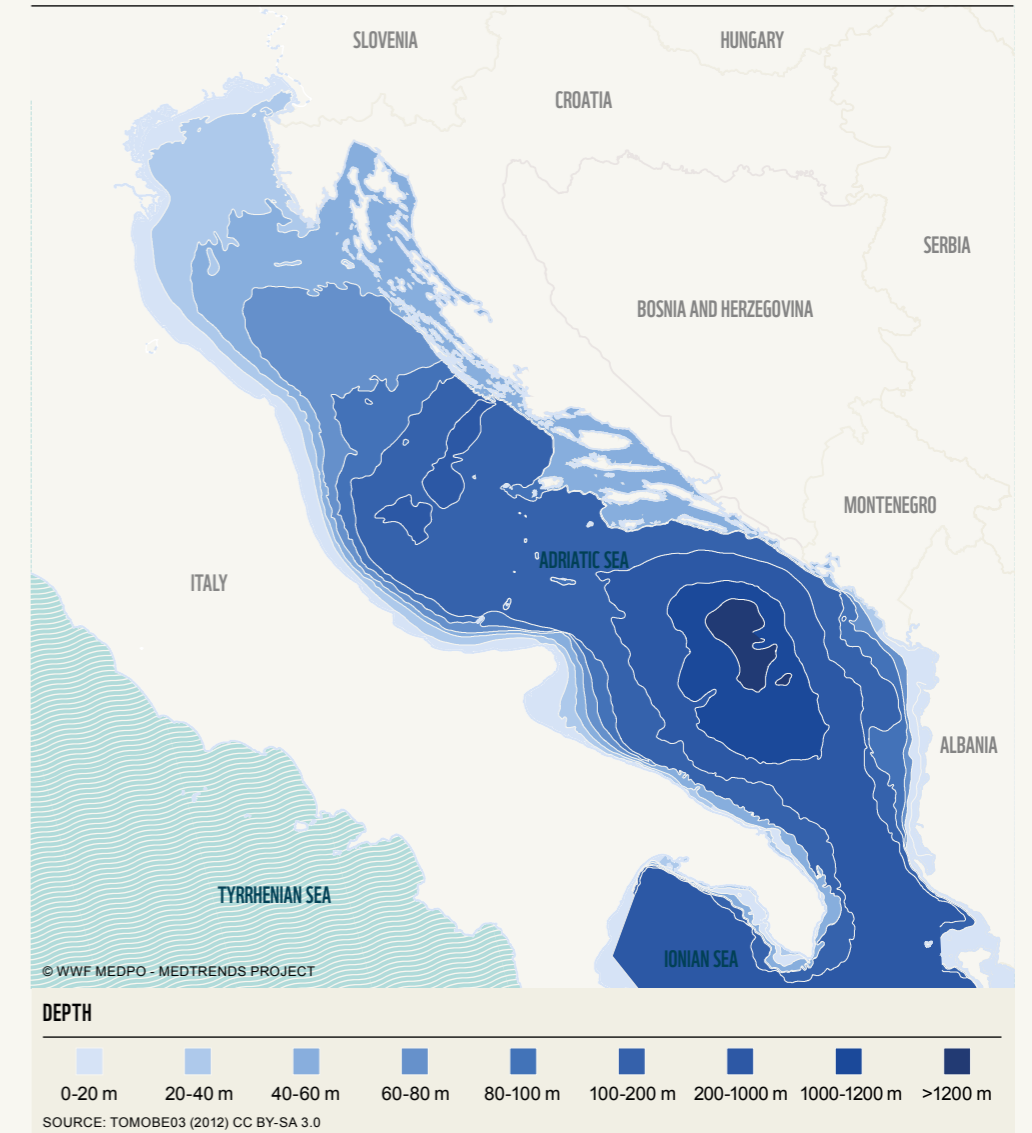 SLOVENIA
HUNGARY
CROATIA
SERBIA
BOSNIA AND HERZEGOVINA
MONTENEGRO
ADRIATIC SEA
ITALY
ALBANIA
TYRRHENIAN SEA
IONIAN SEA
© WWF MEDPO - MEDTRENDS PROJECT
DEPTH
0-20 m 20-40 m 40-60 m 60-80 m 80-100 m 100-200 m 200-1000 m 1000-1200 m >1200 m
SOURCE: TOMOBE03 (2012) CC BY-SA 3.0